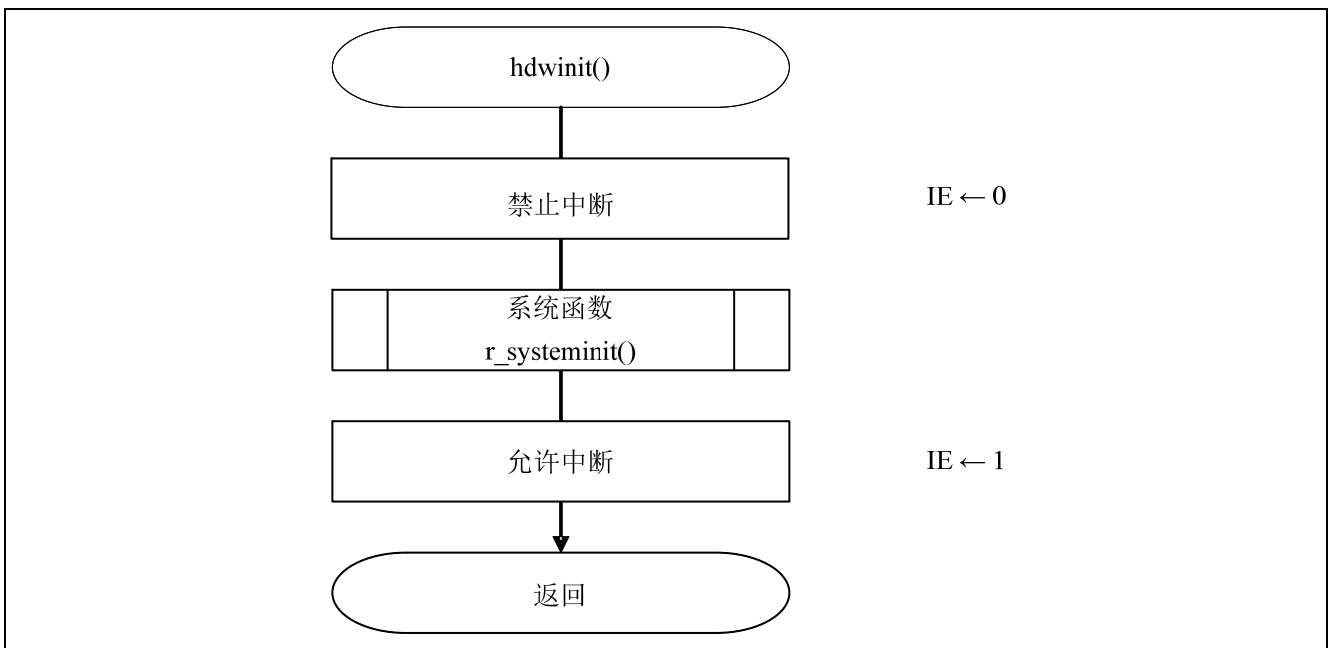 hdwinit()
禁止中断
IE ← 0
系统函数
r_systeminit()
允许中断
IE ← 1
返回